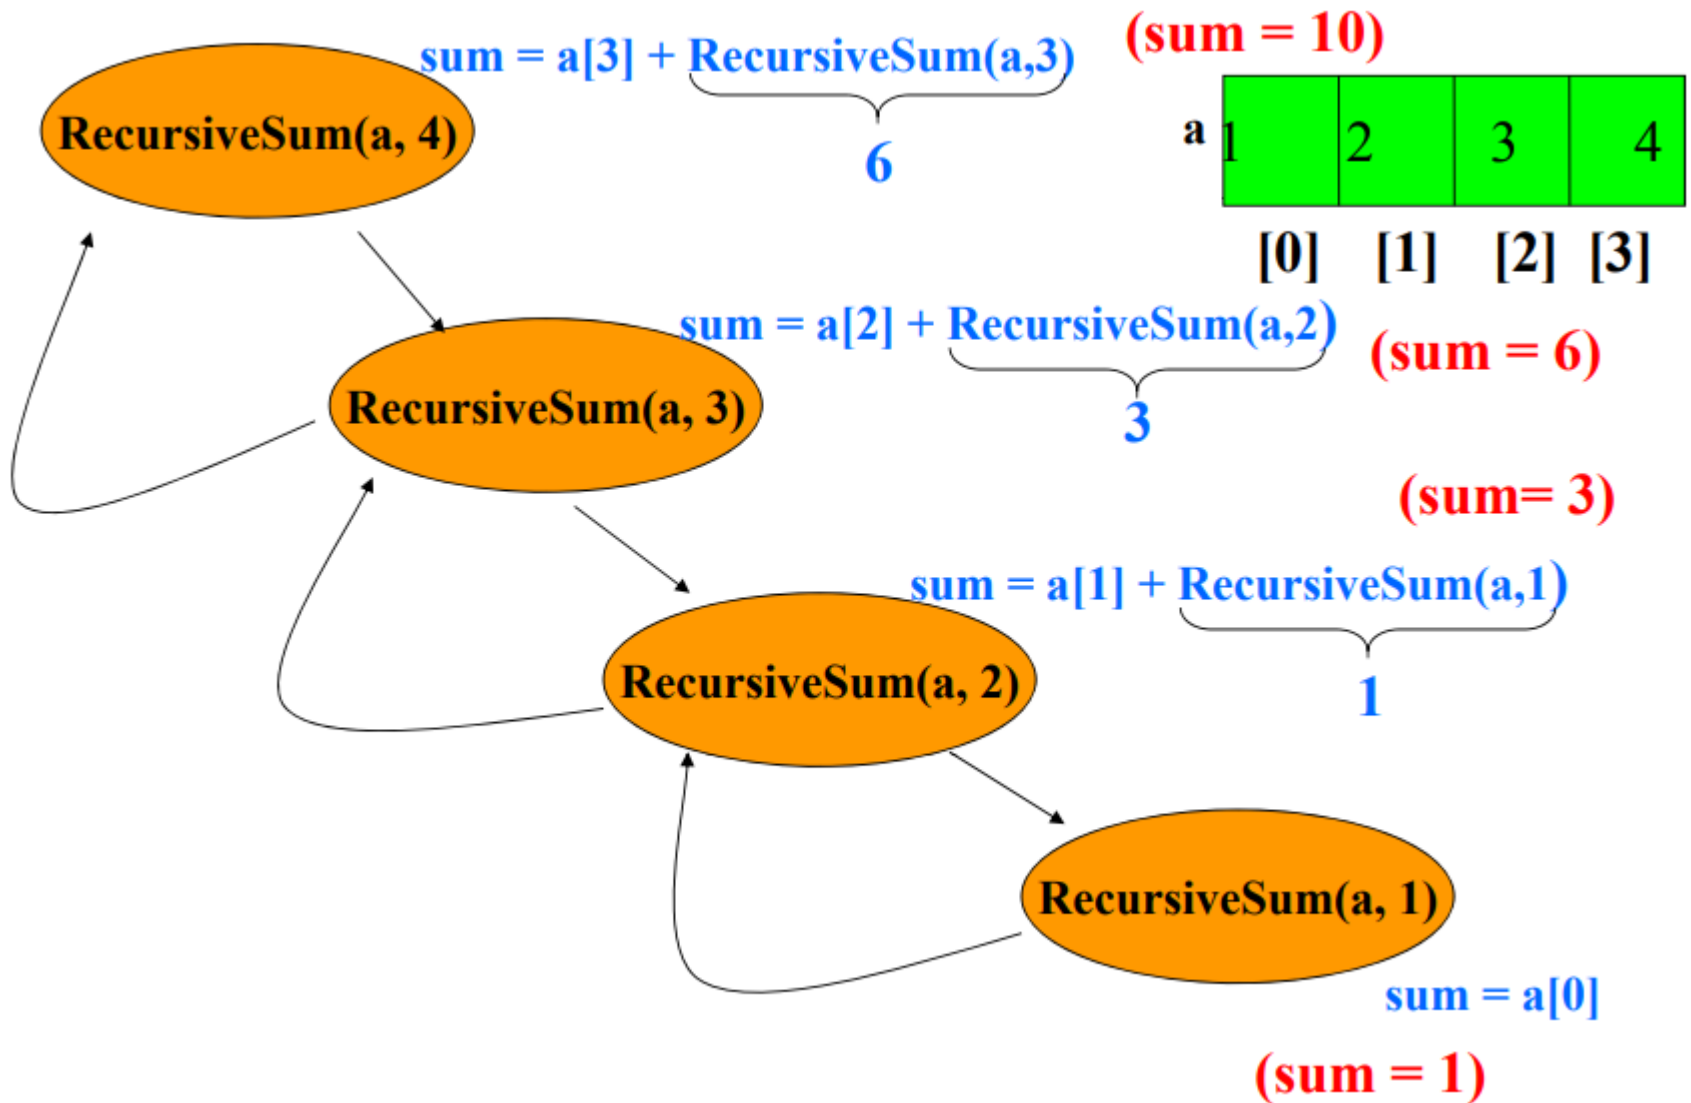 sum = a[3] + RecursiveSum(a,3)
(sum = 10)
RecursiveSum(a, 4)
6
a
1 2 3 4
[0] [1] [2] [3]
sum = a[2] + RecursiveSum(a,2)
(sum = 6)
RecursiveSum(a, 3)
3
(sum= 3)
sum = a[1] + RecursiveSum(a,1)
RecursiveSum(a, 2)
1
RecursiveSum(a, 1)
sum = a[0]
(sum = 1)